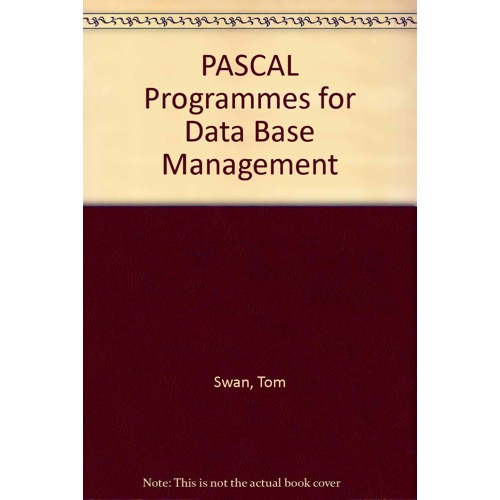 PASCAL
Programmes for
Data Base
Management
Swan, Tom
Note: This is not the actual book cover